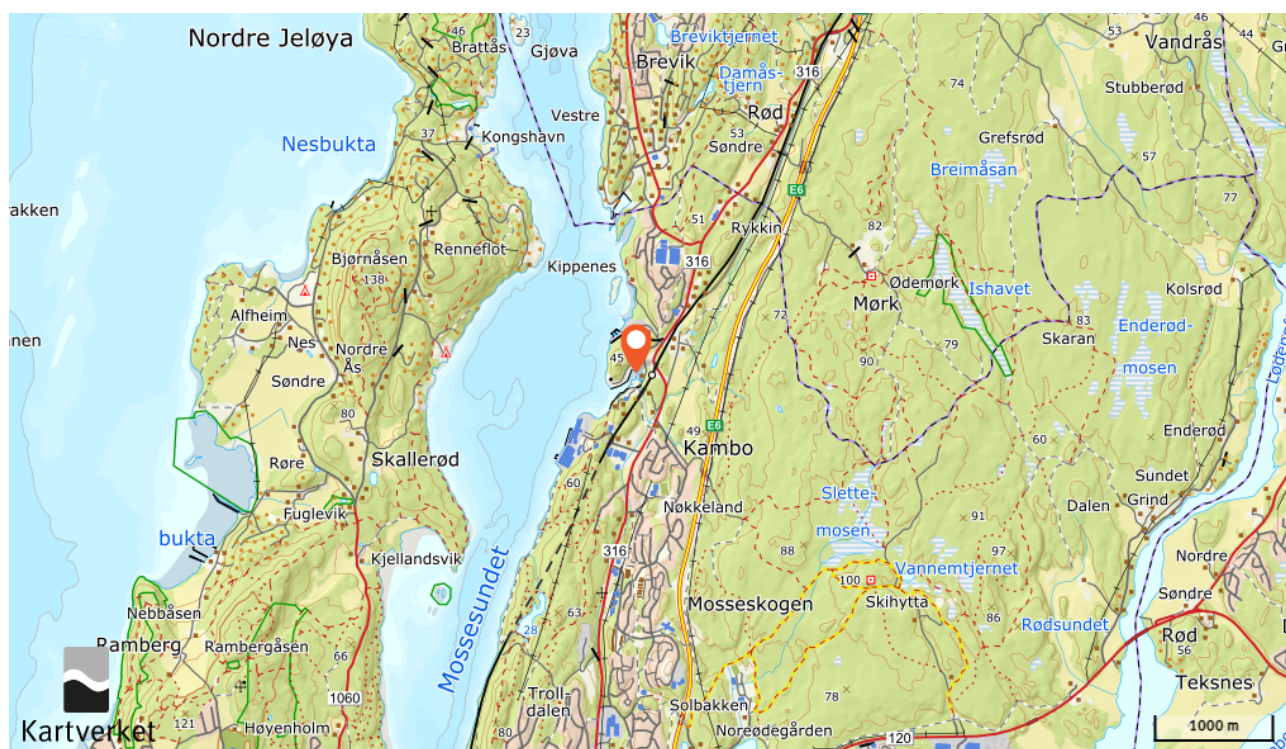 Nordre Jeløya
46
Brattås
23
Gjøva
Breviktjernet
316
53
Vandrås
44
Brevik
Damås-
tjern
74
Stubberød
Vestre
Rød
37
Kongshavn
53
Søndre
Grefsrød
Nesbukta
57
Breimåsan
E6
77
rakken
51
Rykkin
82
Renneflot
Bjørnåsen
Kippenes
316
138
Ødemørk
Ishavet
Kolsrød
Mørk
Alfheim
72
83
Enderød-
mosen
nen
Nes
Skaran
79
Nordre
Ås
45
Søndre
80
E6
49
Enderød
Kambo
60
Røre
Skallerød
Sundet
60
Slette-
mosen
Dalen
Grind
Nøkkeland
Fuglevik
91
bukta
316
88
97
Nordre
Kjellandsvik
Vannemtjernet
100
Skihytta
Søndre
Nebbåsen
Mossesundet
63
Mosseskogen
86
Rødsundet
28
Ramberg
Rambergåsen
Rød
56
66
Teksnes
1060
Troll-
dalen
78
Solbakken
Kartverket
121
Høyenholm
80
Noreødegården
120
1000 m